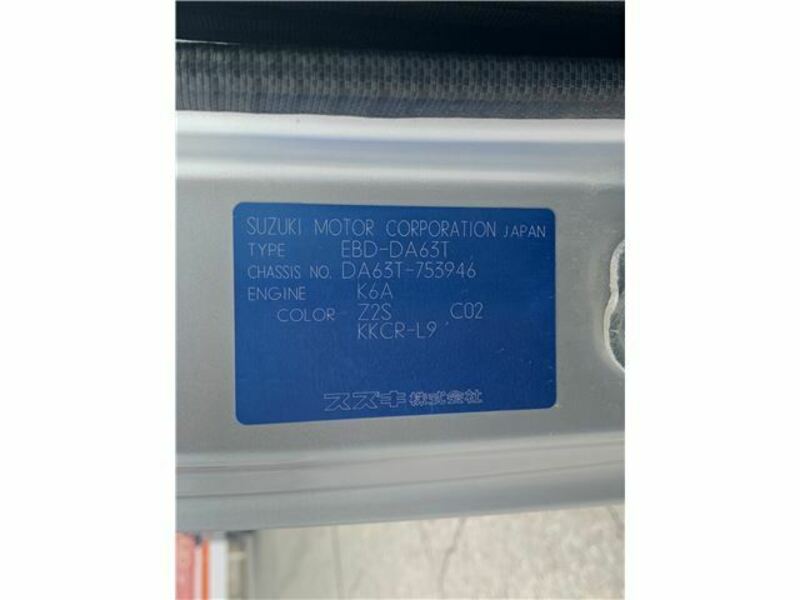 SUZUKI MOTOR CORPORATION JAPAN
TYPE EBD-DA63T
CHASSIS NO. DA63T-753946
ENGINE K6A
COLOR Z2S C02
KKCR-L9
スズキ株式会社